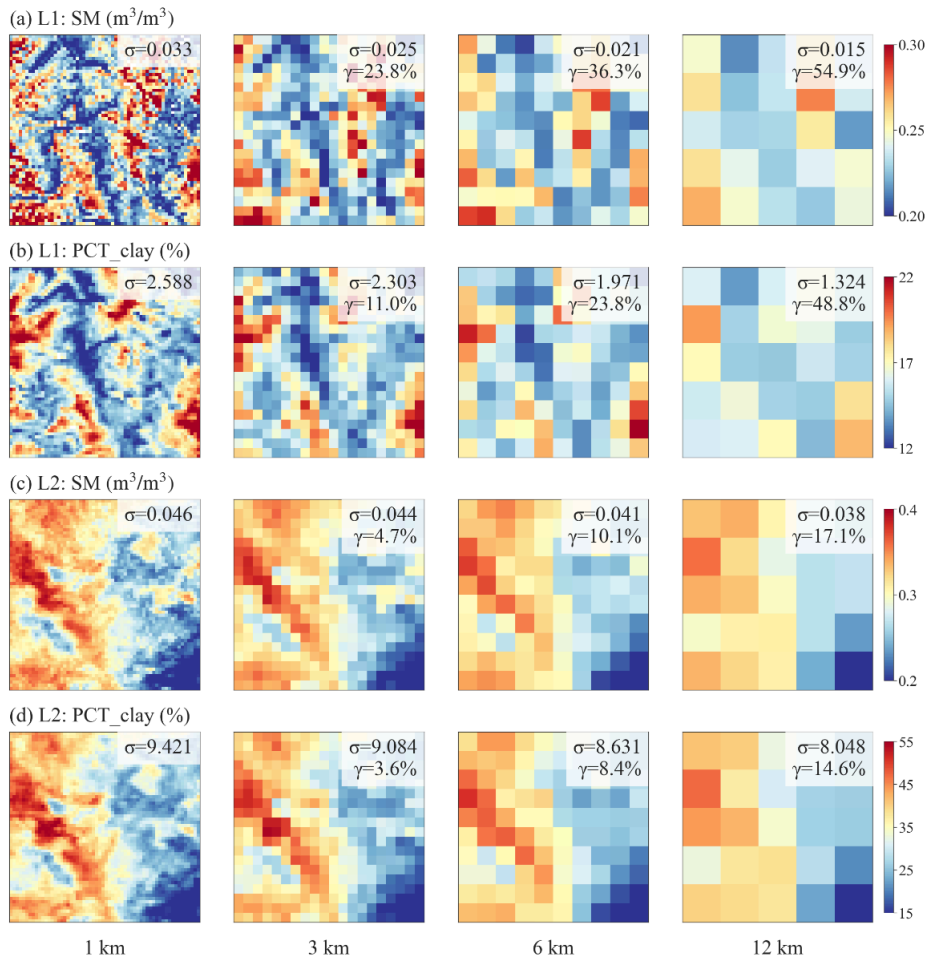 (a) L1: SM (m³/m³)
σ=0.033
σ=0.025
γ=23.8%
σ=0.021
γ=36.3%
σ=0.015
γ=54.9%
0.30
0.25
0.20
(b) L1: PCT_clay (%)
σ=2.588
σ=2.303
γ=11.0%
σ=1.971
γ=23.8%
σ=1.324
γ=48.8%
22
17
12
(c) L2: SM (m³/m³)
σ=0.046
σ=0.044
γ=4.7%
σ=0.041
γ=10.1%
σ=0.038
γ=17.1%
0.4
0.3
0.2
(d) L2: PCT_clay (%)
σ=9.421
σ=9.084
γ=3.6%
σ=8.631
γ=8.4%
σ=8.048
γ=14.6%
55
45
35
25
15
1 km
3 km
6 km
12 km